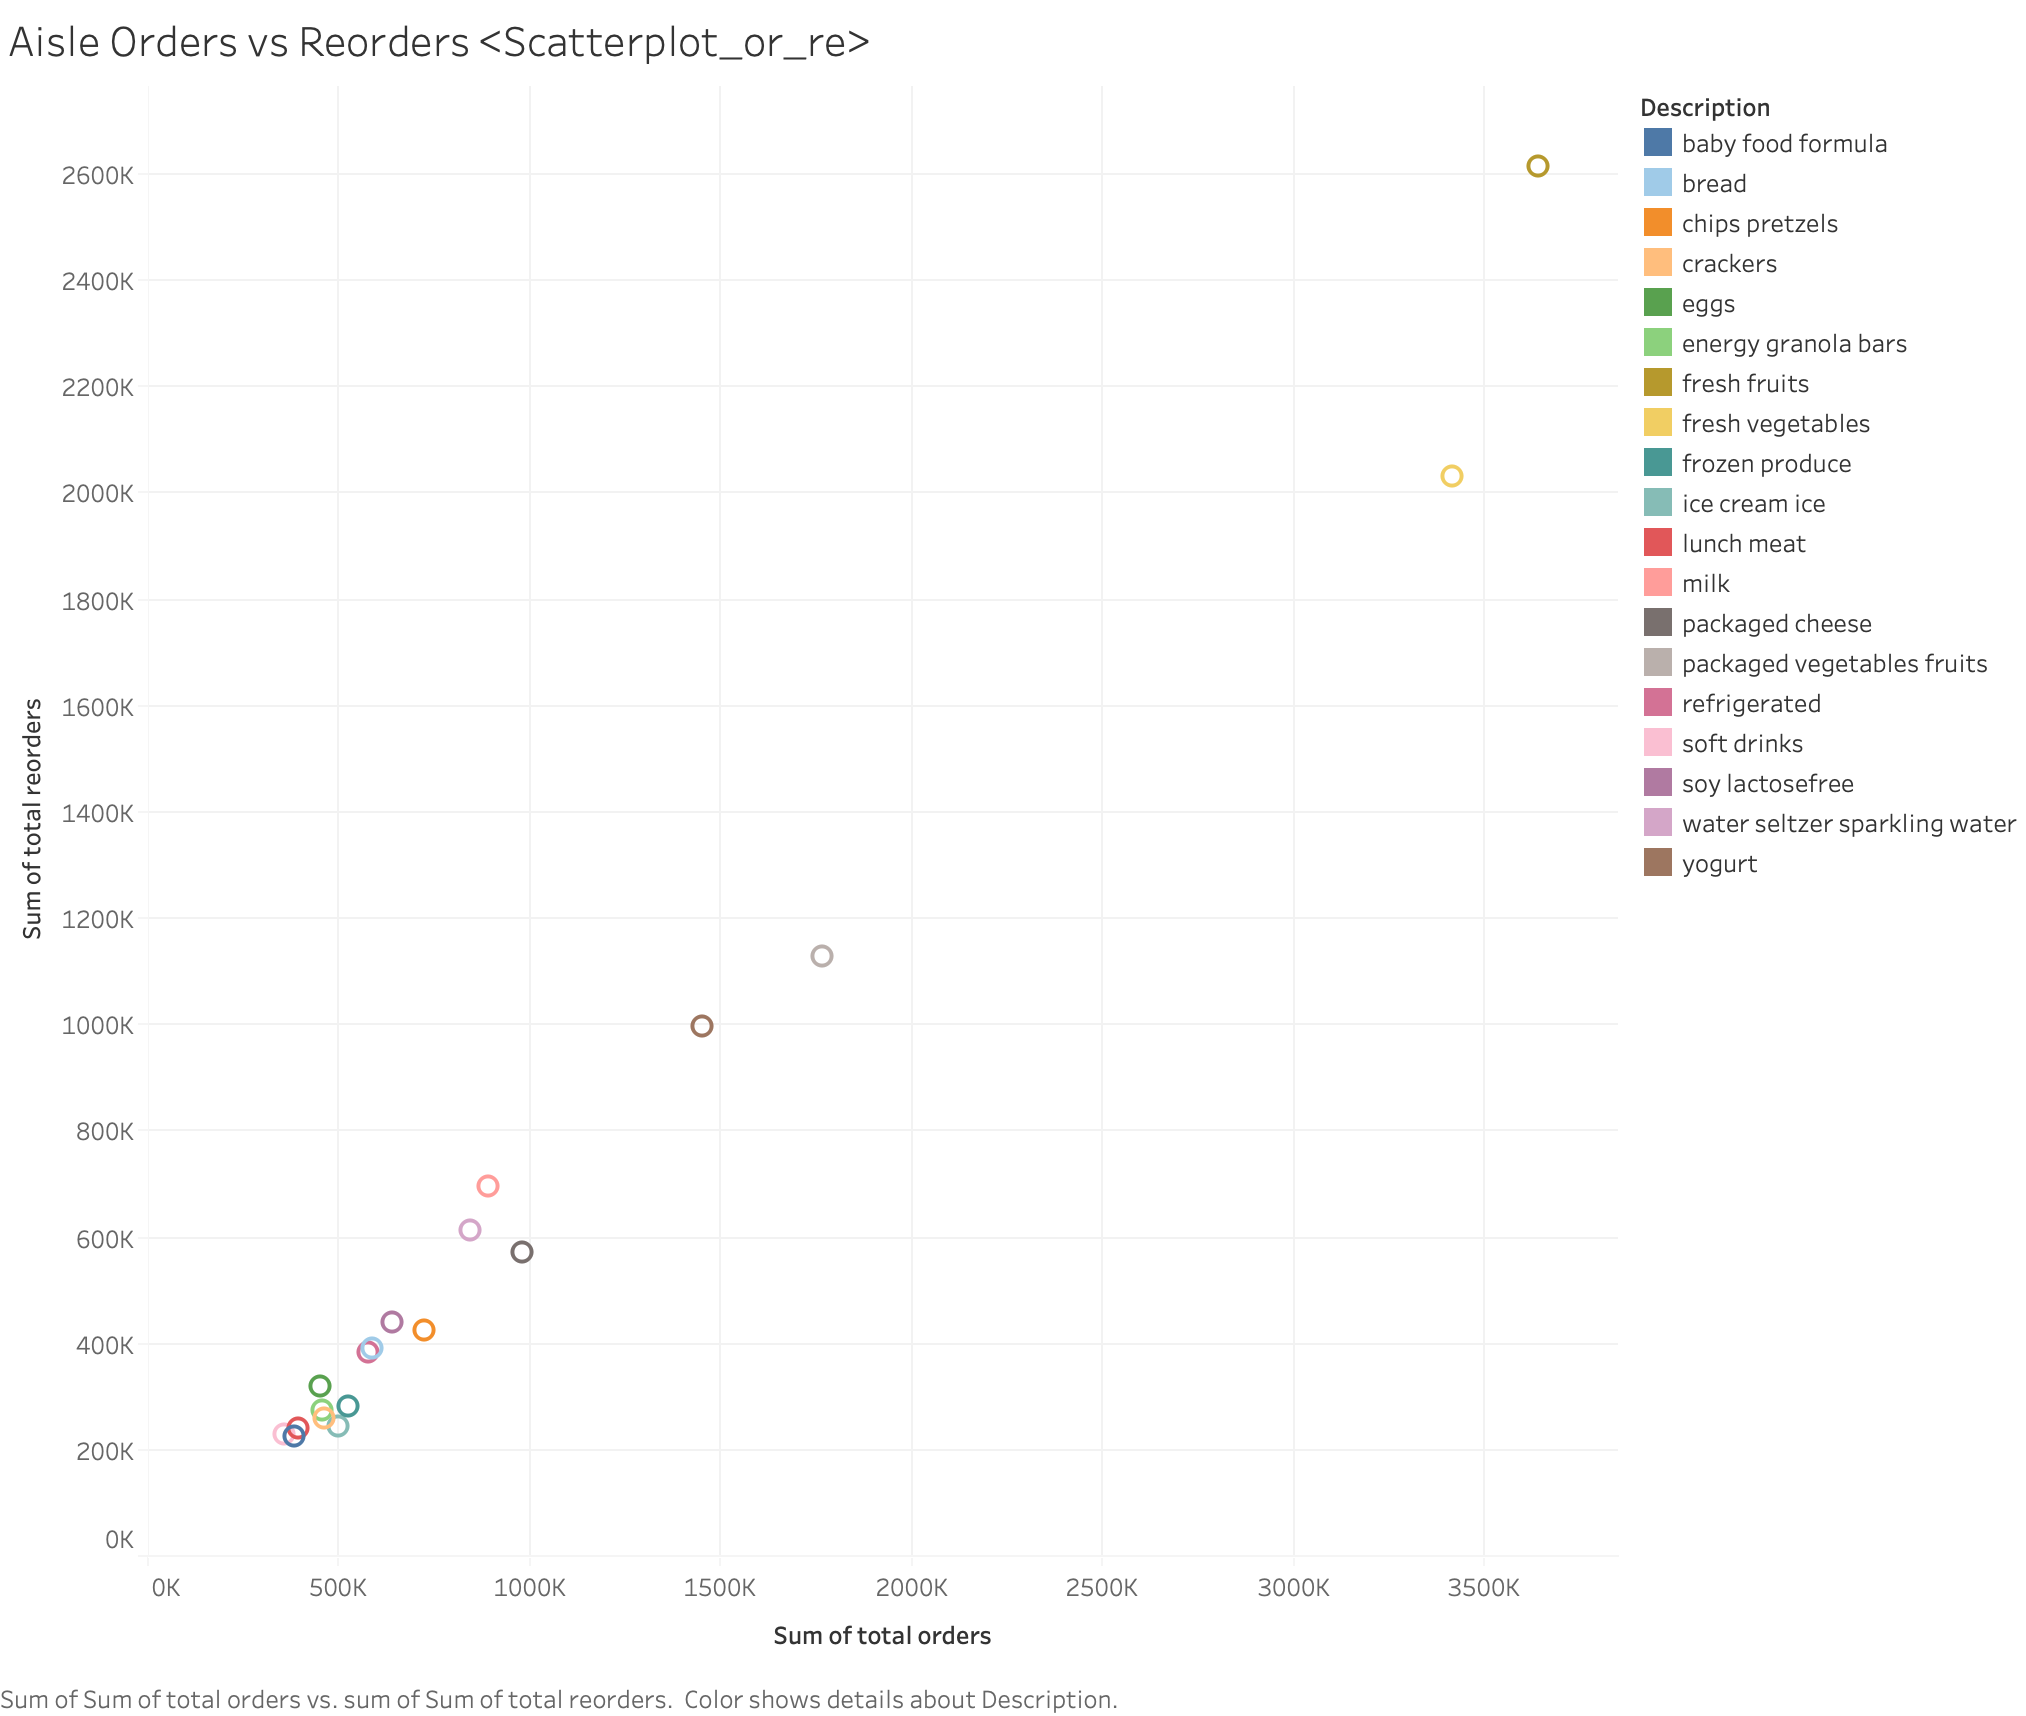 Aisle Orders vs Reorders <Scatterplot_or_re>
Description
baby food formula
bread
chips pretzels
crackers
eggs
energy granola bars
fresh fruits
fresh vegetables
frozen produce
ice cream ice
lunch meat
milk
packaged cheese
packaged vegetables fruits
refrigerated
soft drinks
soy lactosefree
water seltzer sparkling water
yogurt
Sum of total reorders
2600K
2400K
2200K
2000K
1800K
1600K
1400K
1200K
1000K
800K
600K
400K
200K
0K
0K 500K 1000K 1500K 2000K 2500K 3000K 3500K
Sum of total orders
Sum of Sum of total orders vs. sum of Sum of total reorders.  Color shows details about Description.